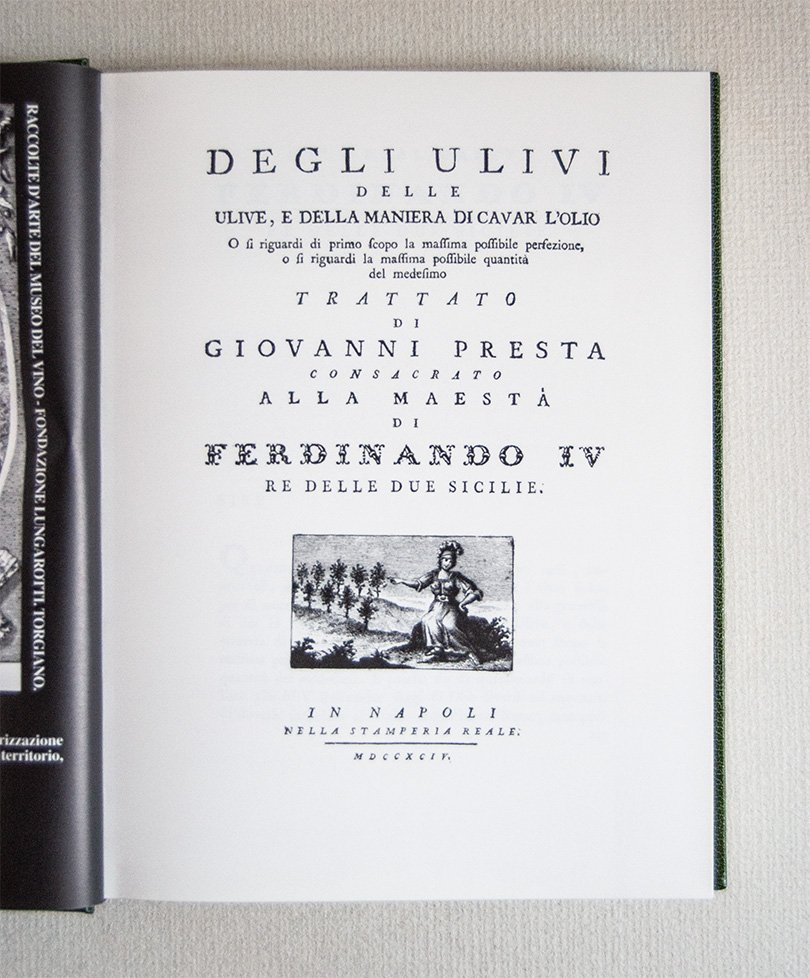 RACCOLTE D'ARTE DEL MUSEO DEL VINO - FONDAZIONE LUNGAROTTI, TORGIANO.
rizzazione
territorio,
DEGLI ULIVI
DELLE
ULIVE, E DELLA MANIERA DI CAVAR L'OLIO
O ſi riguardi di primo ſcopo la maſſima poſſibile perfezione,
o ſi riguardi la maſſima poſſibile quantità
del medeſimo
TRATTATO
DI
GIOVANNI PRESTA
CONSACRATO
ALLA MAESTÀ
DI
FERDINANDO IV
RE DELLE DUE SICILIE.
IN NAPOLI
NELLA STAMPERIA REALE.
MDCCXCIV.